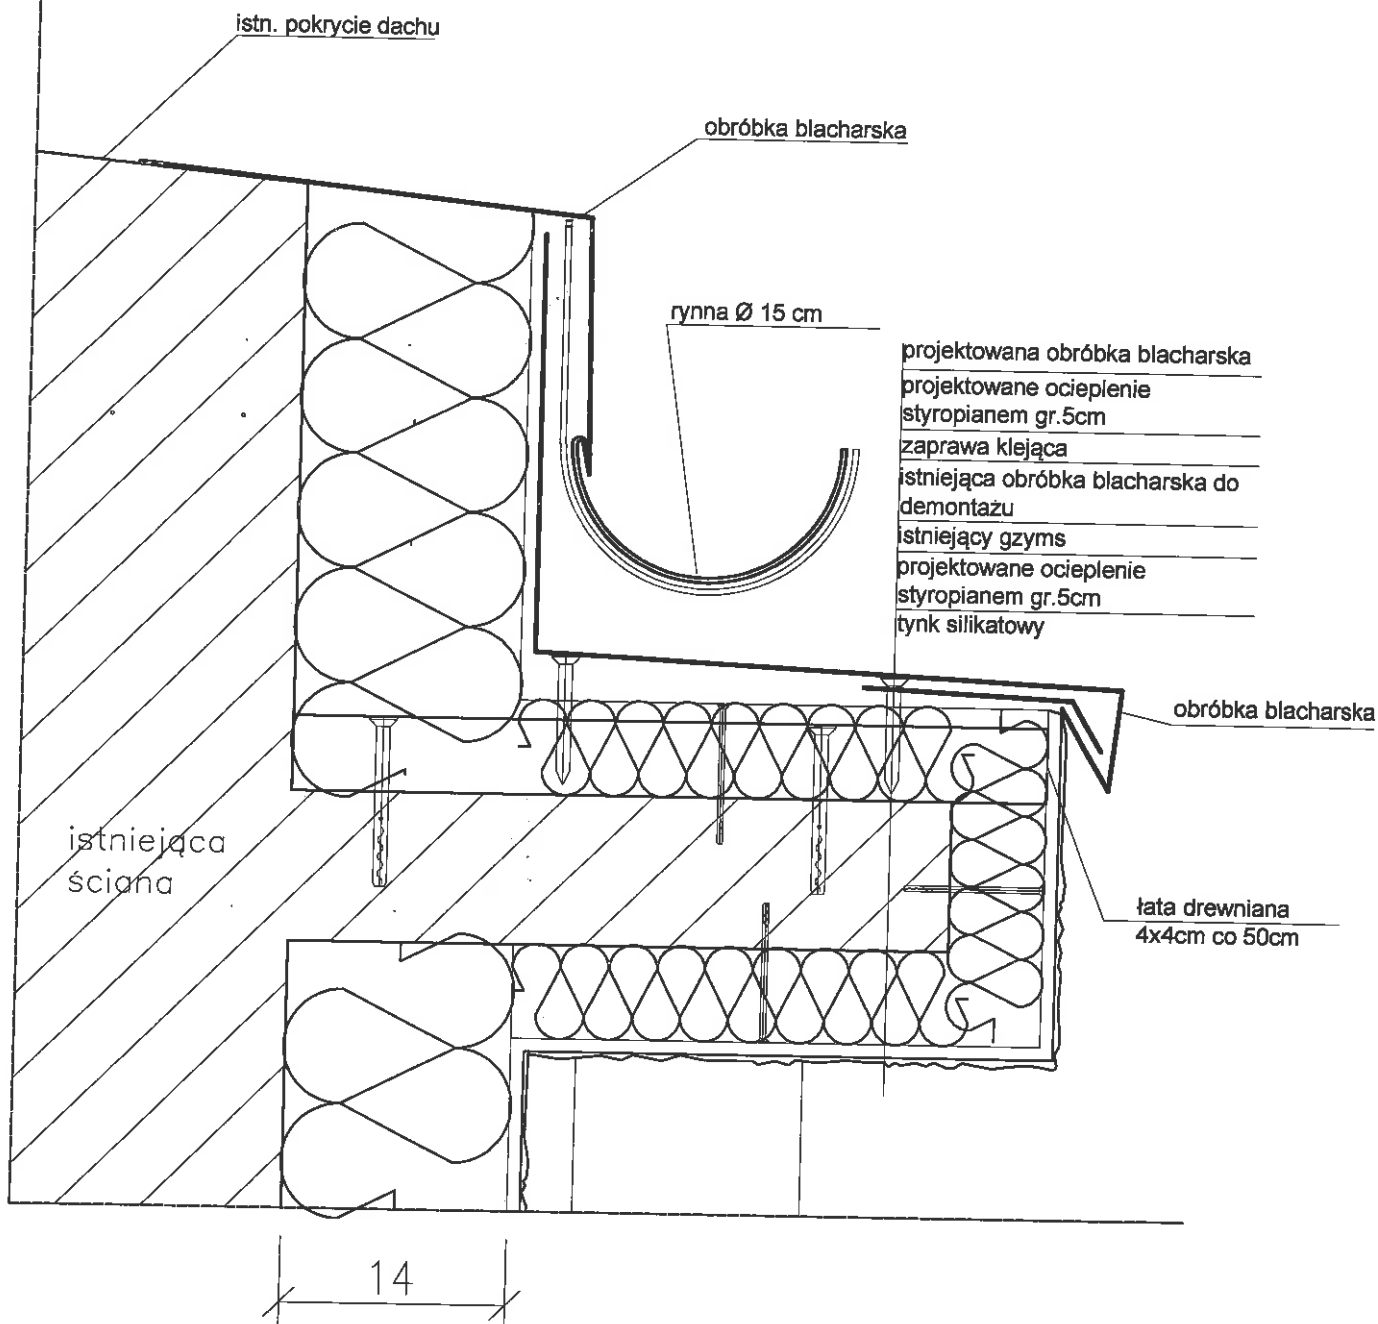 istn. pokrycie dachu
obróbka blacharska
rynna Ø 15 cm
projektowana obróbka blacharska
projektowane ocieplenie
styropianem gr.5cm
zaprawa klejąca
istniejąca obróbka blacharska do
demontażu
istniejący gzyms
projektowane ocieplenie
styropianem gr.5cm
tynk silikatowy
obróbka blacharska
istniejąca
ściana
łata drewniana
4x4cm co 50cm
14